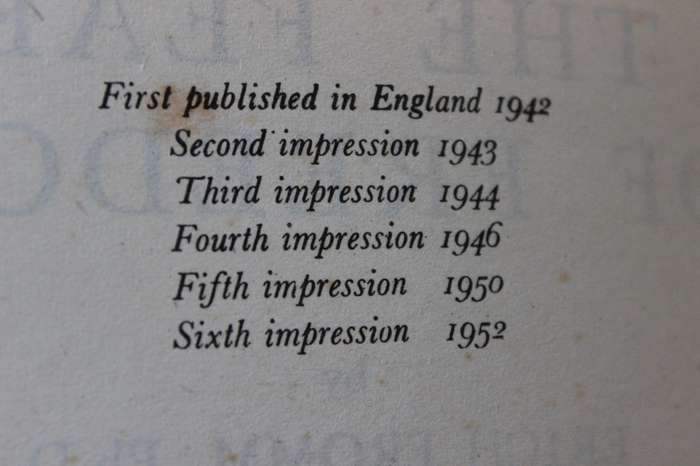 First published in England 1942
Second impression 1943
Third impression 1944
Fourth impression 1946
Fifth impression 1950
Sixth impression 1952